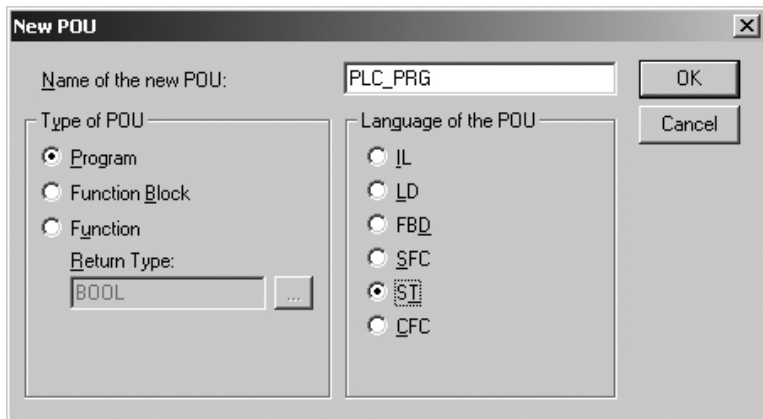 New POU
Name of the new POU:
PLC_PRG
OK
Cancel
Type of POU
Program
Function Block
Function
Return Type:
BOOL
...
Language of the POU
IL
LD
FBD
SFC
ST
CFC